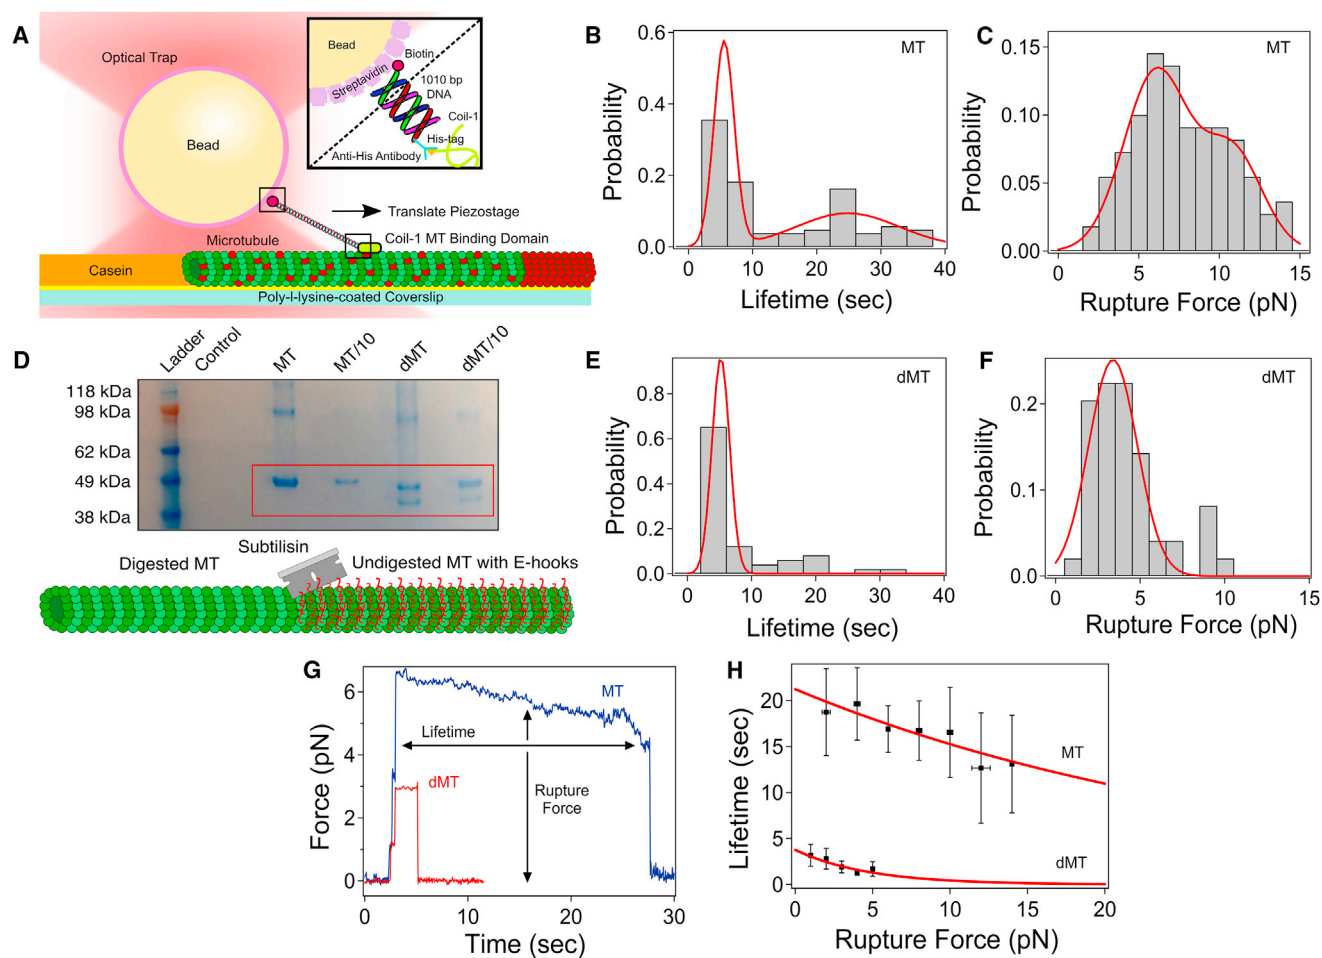 A
Optical Trap
Bead
Bead
Biotin
Streptavidin
1010 bp
DNA
Coil-1
His-tag
Anti-His Antibody
Translate Piezostage
Coil-1 MT Binding Domain
Microtubule
Casein
Poly-l-lysine-coated Coverslip
B
MT
0.6
0.4
0.2
0.0
Probability
0 10 20 30 40
Lifetime (sec)
C
MT
0.15
0.10
0.05
0.00
Probability
0 5 10 15
Rupture Force (pN)
D
Ladder
Control
MT
MT/10
dMT
dMT/10
118 kDa
98 kDa
62 kDa
49 kDa
38 kDa
Subtilisin
Digested MT
Undigested MT with E-hooks
E
dMT
0.8
0.6
0.4
0.2
0.0
Probability
0 10 20 30 40
Lifetime (sec)
F
dMT
0.2
0.1
0.0
Probability
0 5 10 15
Rupture Force (pN)
G
MT
Lifetime
dMT
Rupture
Force
6
4
2
0
Force (pN)
0 10 20 30
Time (sec)
H
MT
dMT
20
15
10
5
0
Lifetime (sec)
0 5 10 15 20
Rupture Force (pN)